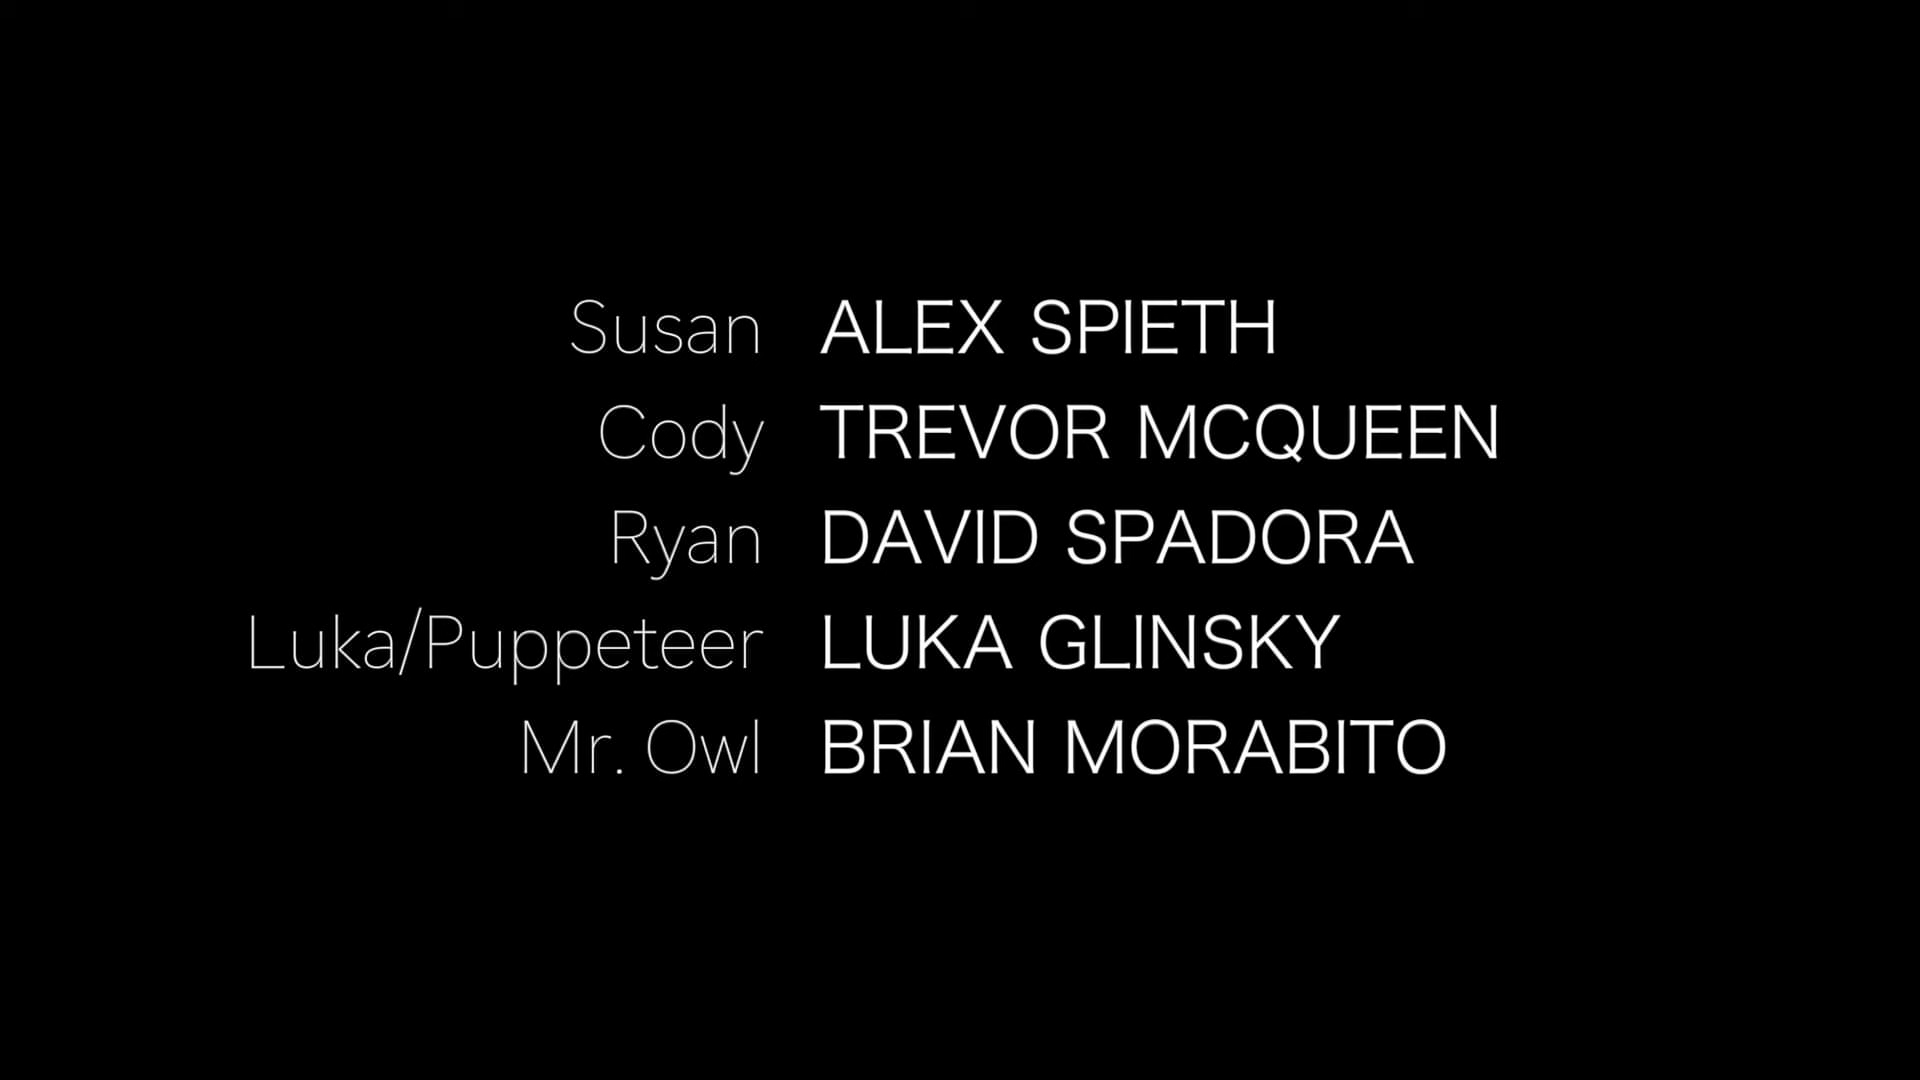 Susan ALEX SPIETH
Cody TREVOR MCQUEEN
Ryan DAVID SPADORA
Luka/Puppeteer LUKA GLINSKY
Mr. Owl BRIAN MORABITO